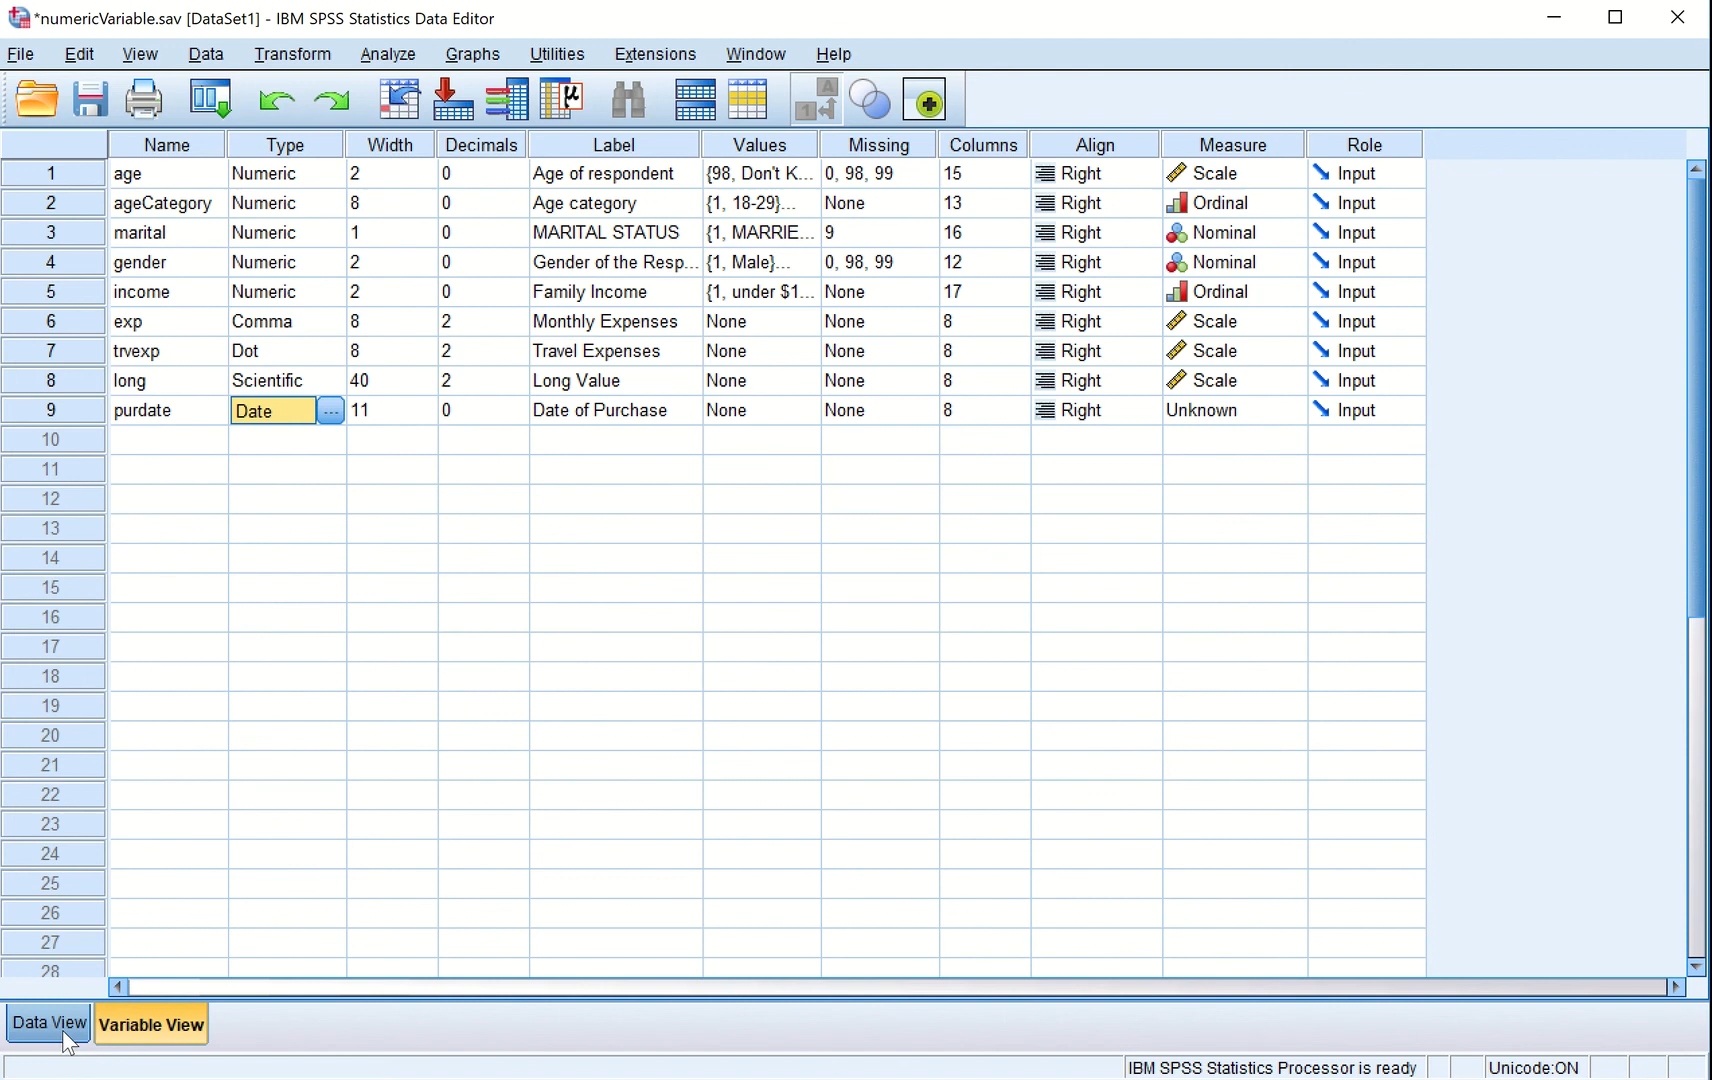 *numericVariable.sav [DataSet1] - IBM SPSS Statistics Data Editor
File Edit View Data Transform Analyze Graphs Utilities Extensions Window Help
Name Type Width Decimals Label Values Missing Columns Align Measure Role
1 age Numeric 2 0 Age of respondent {98, Don't K... 0, 98, 99 15 Right Scale Input
2 ageCategory Numeric 8 0 Age category {1, 18-29}... None 13 Right Ordinal Input
3 marital Numeric 1 0 MARITAL STATUS {1, MARRIE... 9 16 Right Nominal Input
4 gender Numeric 2 0 Gender of the Resp... {1, Male}... 0, 98, 99 12 Right Nominal Input
5 income Numeric 2 0 Family Income {1, under $1... None 17 Right Ordinal Input
6 exp Comma 8 2 Monthly Expenses None None 8 Right Scale Input
7 trvexp Dot 8 2 Travel Expenses None None 8 Right Scale Input
8 long Scientific 40 2 Long Value None None 8 Right Scale Input
9 purdate Date ... 11 0 Date of Purchase None None 8 Right Unknown Input
10
11
12
13
14
15
16
17
18
19
20
21
22
23
24
25
26
27
28
Data View Variable View
IBM SPSS Statistics Processor is ready Unicode:ON